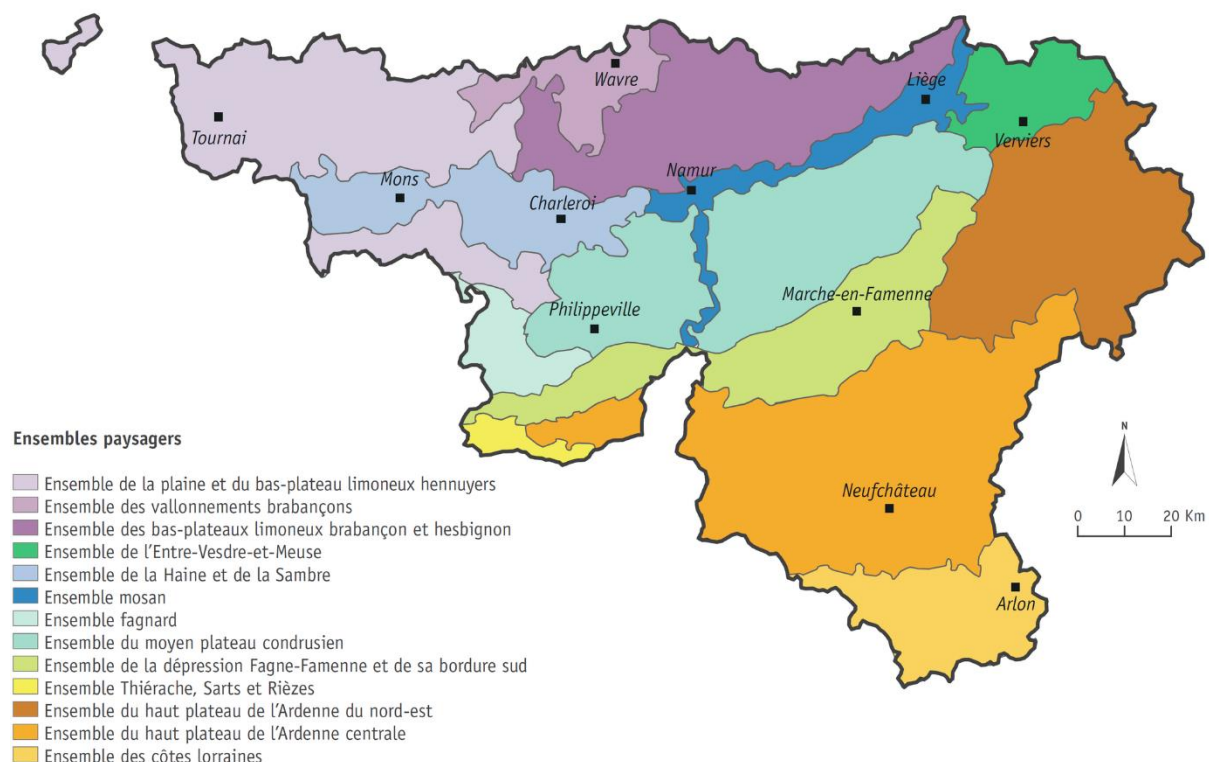 Wavre
Liège
Tournai
Verviers
Mons
Namur
Charleroi
Marche-en-Famenne
Philippeville
Ensembles paysagers
N
Ensemble de la plaine et du bas-plateau limoneux hennuyers
Neufchâteau
Ensemble des vallonnements brabançons
0 10 20 Km
Ensemble des bas-plateaux limoneux brabançon et hesbignon
Ensemble de l'Entre-Vesdre-et-Meuse
Ensemble de la Haine et de la Sambre
Ensemble mosan
Arlon
Ensemble fagnard
Ensemble du moyen plateau condrusien
Ensemble de la dépression Fagne-Famenne et de sa bordure sud
Ensemble Thiérache, Sarts et Rièzes
Ensemble du haut plateau de l'Ardenne du nord-est
Ensemble du haut plateau de l'Ardenne centrale
Ensemble des côtes lorraines